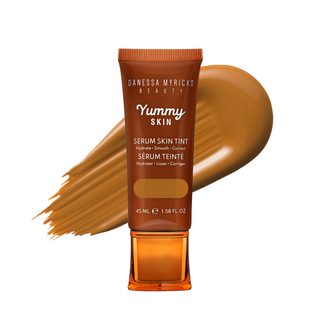 DANESSA MYRICKS
BEAUTY
Yummy
SKIN
SERUM SKIN TINT
Hydrate • Smooth • Correct
SÉRUM TEINTÉ
Hydrater • Lisser • Corriger
45 ML ℮ 1.58 FL OZ